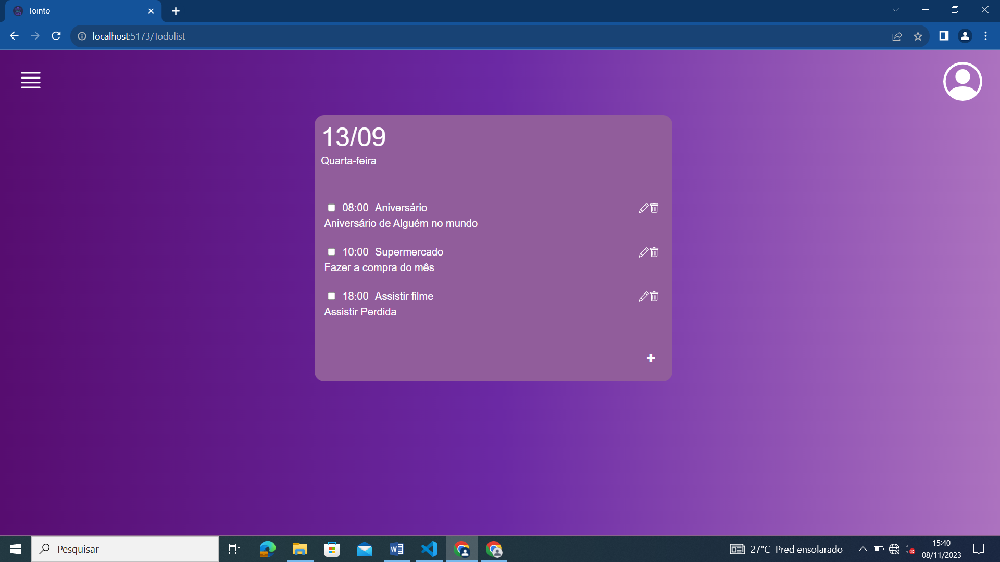 Tointo
localhost:5173/Todolist
13/09
Quarta-feira
08:00 Aniversário
Aniversário de Alguém no mundo
10:00 Supermercado
Fazer a compra do mês
18:00 Assistir filme
Assistir Perdida
+
Pesquisar
27°C Pred ensolarado
15:40
08/11/2023